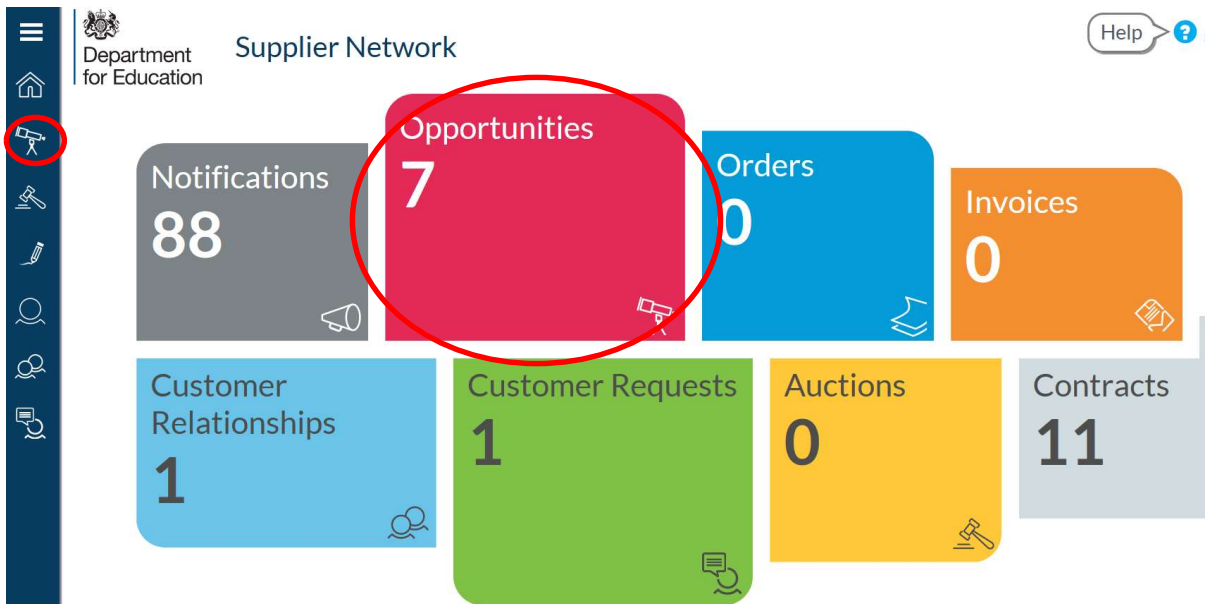 Department
for Education
Supplier Network
Help
?
Notifications
88
Opportunities
7
Orders
0
Invoices
0
Customer
Relationships
1
Customer Requests
1
Auctions
0
Contracts
11